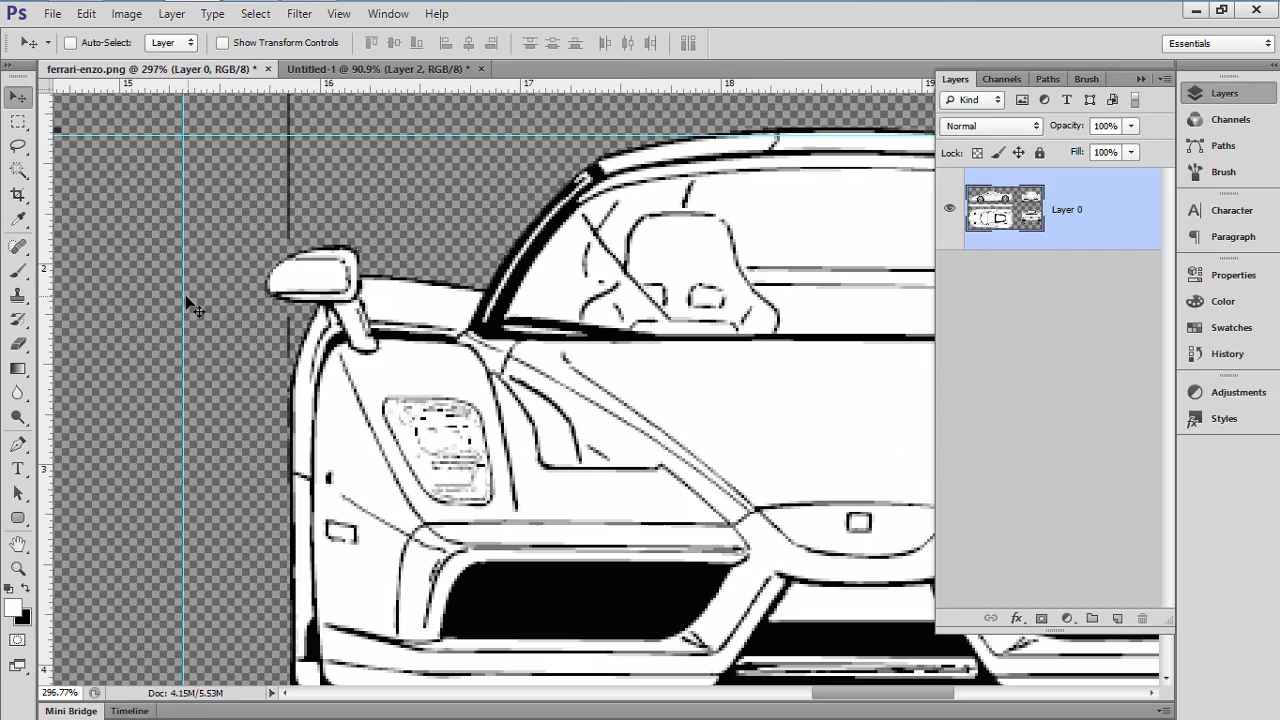 Ps File Edit Image Layer Type Select Filter View Window Help
Auto-Select: Layer Show Transform Controls Essentials
ferrari-enzo.png @ 297% (Layer 0, RGB/8) * × Untitled-1 @ 90.9% (Layer 2, RGB/8) * ×
15 16 17 18 19
2
3
4
Layers Channels Paths Brush
Kind
Normal Opacity: 100%
Lock: Fill: 100%
Layer 0
fx
Layers
Channels
Paths
Brush
Character
Paragraph
Properties
Color
Swatches
History
Adjustments
Styles
296.77% Doc: 4.15M/5.53M
Mini Bridge Timeline